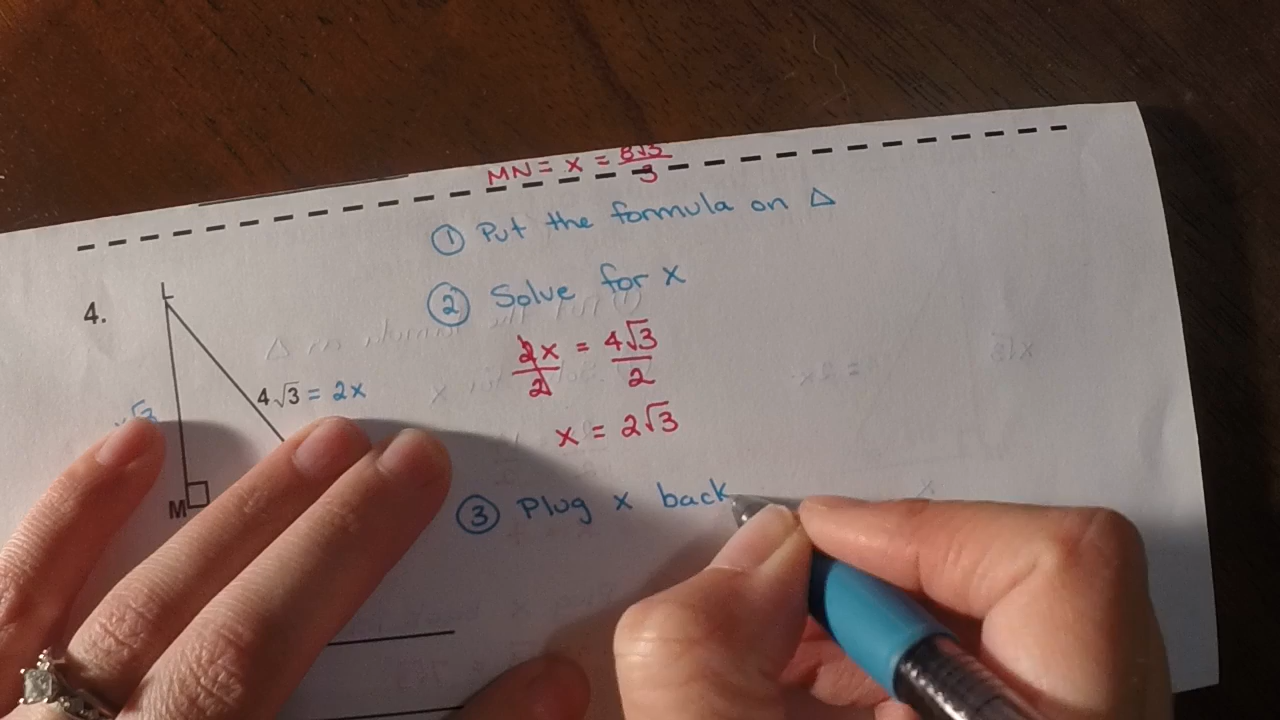 MN = x = 8√3/3
① Put the formula on △
4.
L
② Solve for x
2x/2 = 4√3/2
4√3 = 2x
x√3
x = 2√3
M
③ Plug x back